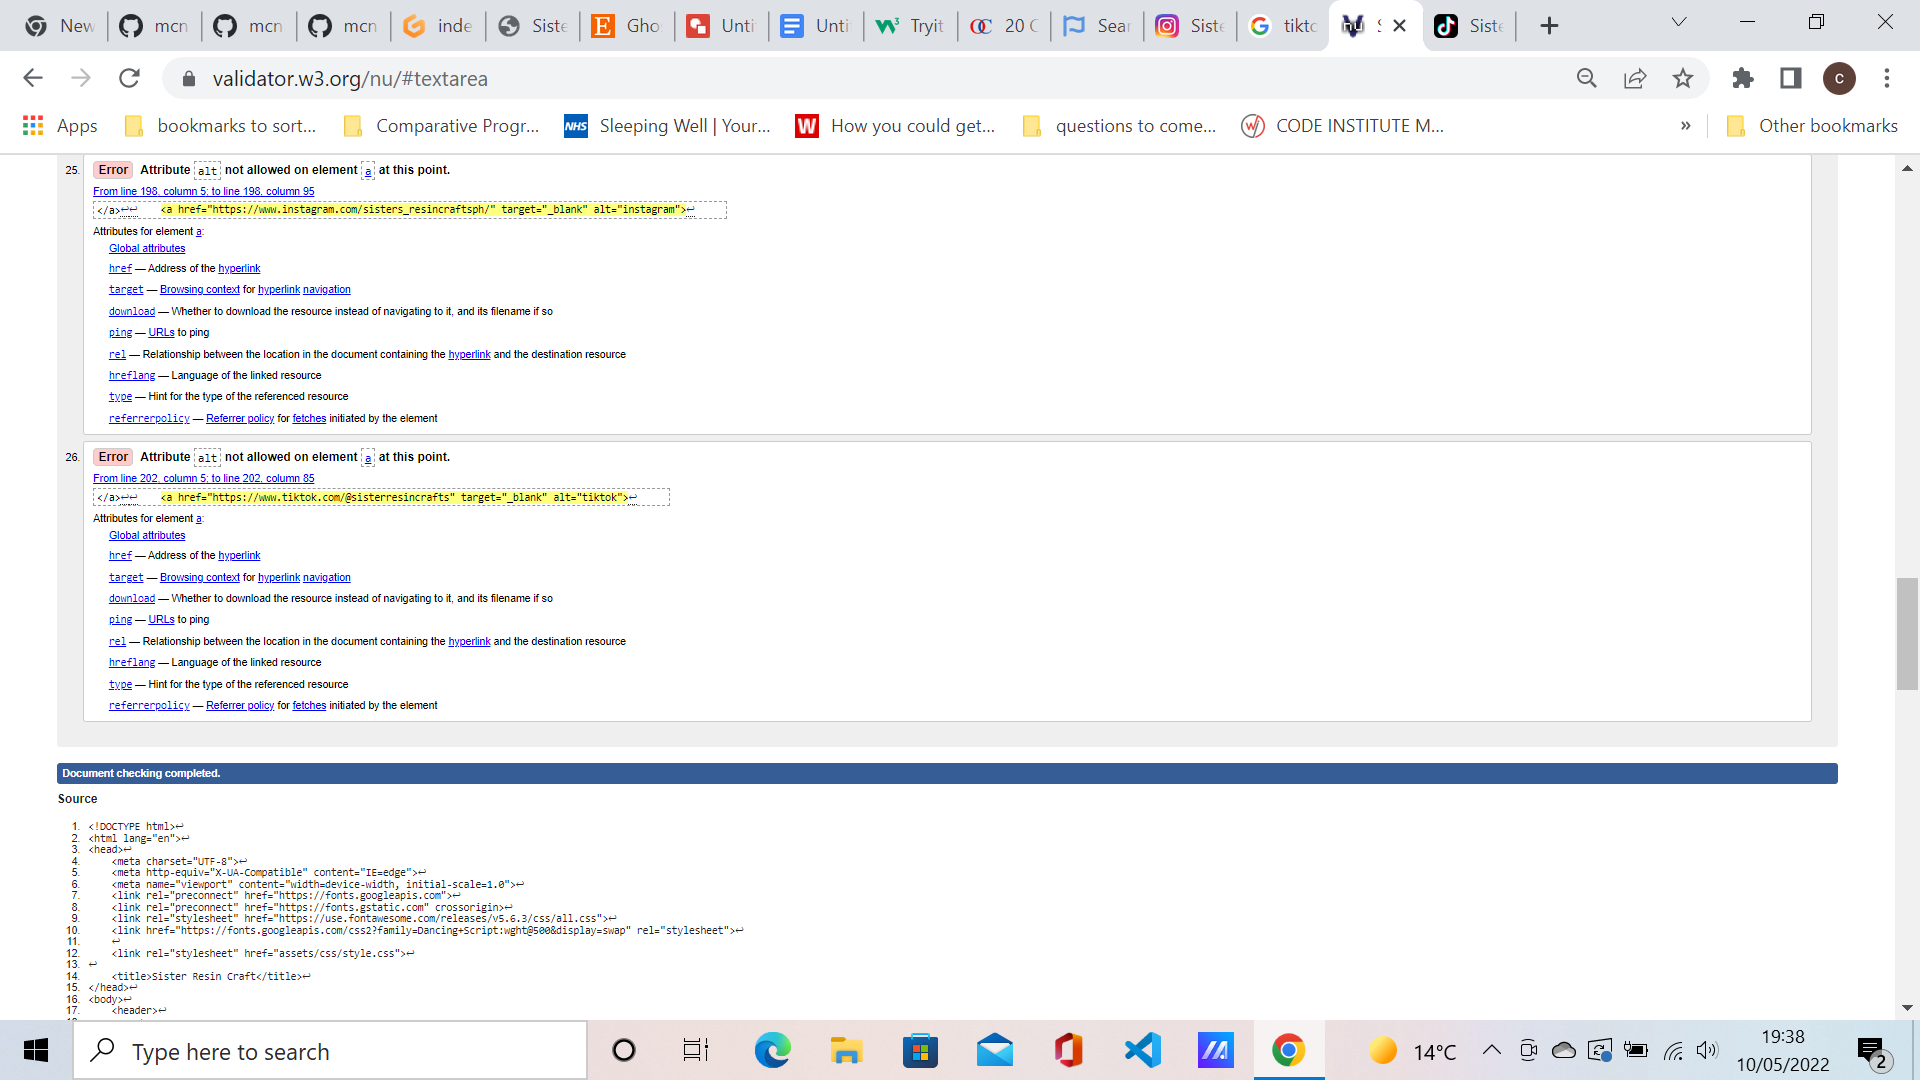 New
mcn
mcn
mcn
inde
Siste
Gho
Unti
Unti
Tryit
20 C
Sear
Siste
tikto
S
Siste
validator.w3.org/nu/#textarea
c
Apps
bookmarks to sort...
Comparative Progr...
NHS Sleeping Well | Your...
W How you could get...
questions to come...
CODE INSTITUTE M...
»
Other bookmarks
25. Error Attribute alt not allowed on element a at this point.
From line 198, column 5; to line 198, column 95
</a>↩↩    <a href="https://www.instagram.com/sisters_resincraftsph/" target="_blank" alt="instagram">↩
Attributes for element a:
Global attributes
href — Address of the hyperlink
target — Browsing context for hyperlink navigation
download — Whether to download the resource instead of navigating to it, and its filename if so
ping — URLs to ping
rel — Relationship between the location in the document containing the hyperlink and the destination resource
hreflang — Language of the linked resource
type — Hint for the type of the referenced resource
referrerpolicy — Referrer policy for fetches initiated by the element
26. Error Attribute alt not allowed on element a at this point.
From line 202, column 5; to line 202, column 85
</a>↩↩    <a href="https://www.tiktok.com/@sisterresincrafts" target="_blank" alt="tiktok">↩
Attributes for element a:
Global attributes
href — Address of the hyperlink
target — Browsing context for hyperlink navigation
download — Whether to download the resource instead of navigating to it, and its filename if so
ping — URLs to ping
rel — Relationship between the location in the document containing the hyperlink and the destination resource
hreflang — Language of the linked resource
type — Hint for the type of the referenced resource
referrerpolicy — Referrer policy for fetches initiated by the element
Document checking completed.
Source
1. <!DOCTYPE html>↩
2. <html lang="en">↩
3. <head>↩
4.     <meta charset="UTF-8">↩
5.     <meta http-equiv="X-UA-Compatible" content="IE=edge">↩
6.     <meta name="viewport" content="width=device-width, initial-scale=1.0">↩
7.     <link rel="preconnect" href="https://fonts.googleapis.com">↩
8.     <link rel="preconnect" href="https://fonts.gstatic.com" crossorigin>↩
9.     <link rel="stylesheet" href="https://use.fontawesome.com/releases/v5.6.3/css/all.css">↩
10.     <link href="https://fonts.googleapis.com/css2?family=Dancing+Script:wght@500&display=swap" rel="stylesheet">↩
11.     ↩
12.     <link rel="stylesheet" href="assets/css/style.css">↩
13. ↩
14.     <title>Sister Resin Craft</title>↩
15. </head>↩
16. <body>↩
17.     <header>↩
Type here to search
14°C
19:38
10/05/2022
2